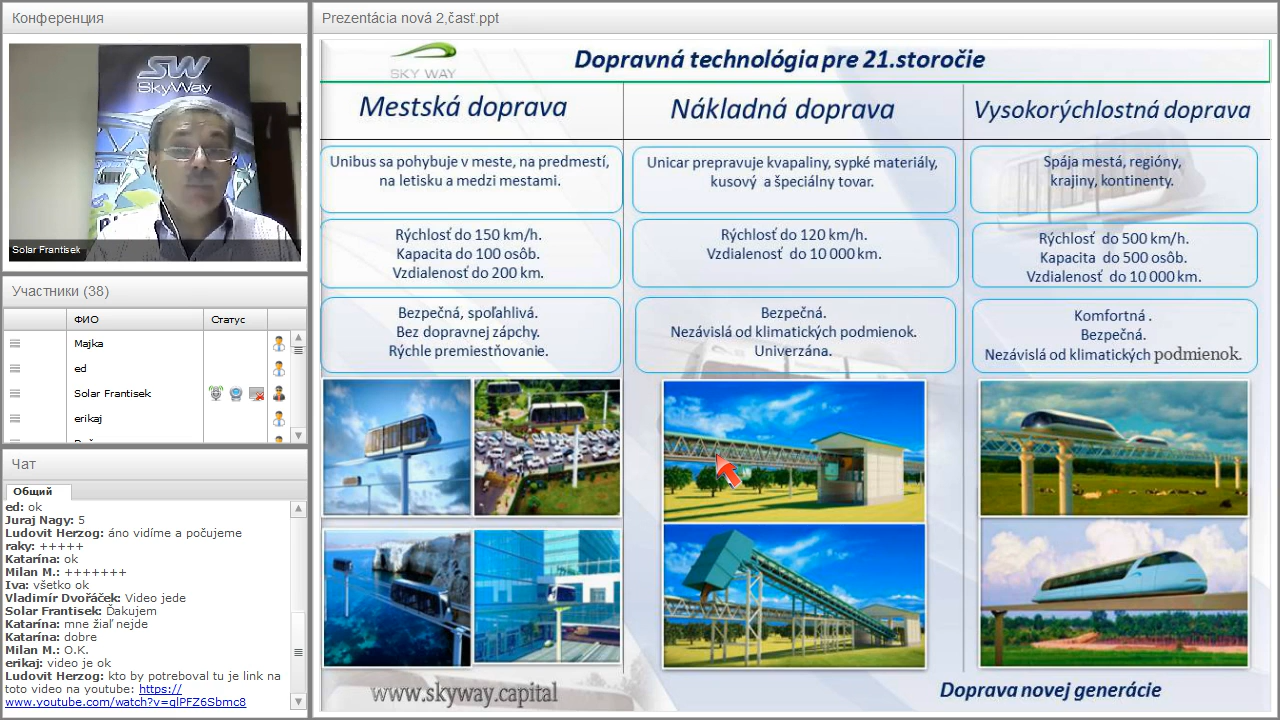 Конференция
SW
SkyWay
Solar Frantisek
Участники (38)
ФИО Статус
Majka
ed
Solar Frantisek
erikaj
Чат
Общий
ed: ok
Juraj Nagy: 5
Ludovit Herzog: áno vidíme a počujeme
raky: +++++
Katarína: ok
Milan M.: +++++++
Iva: všetko ok
Vladimír Dvořáček: Video jede
Solar Frantisek: Ďakujem
Katarína: mne žiaľ nejde
Katarína: dobre
Milan M.: O.K.
erikaj: video je ok
Ludovit Herzog: kto by potreboval tu je link na
toto video na youtube: https://
www.youtube.com/watch?v=glPFZ6Sbmc8
Prezentácia nová 2,časť.ppt
SKY WAY
Dopravná technológia pre 21.storočie
Mestská doprava
Unibus sa pohybuje v meste, na predmestí,
na letisku a medzi mestami.
Rýchlosť do 150 km/h.
Kapacita do 100 osôb.
Vzdialenosť do 200 km.
Bezpečná, spoľahlivá.
Bez dopravnej zápchy.
Rýchle premiestňovanie.
Nákladná doprava
Unicar prepravuje kvapaliny, sypké materiály,
kusový a špeciálny tovar.
Rýchlosť do 120 km/h.
Vzdialenosť do 10 000 km.
Bezpečná.
Nezávislá od klimatických podmienok.
Univerzána.
Vysokorýchlostná doprava
Spája mestá, regióny,
krajiny, kontinenty.
Rýchlosť do 500 km/h.
Kapacita do 500 osôb.
Vzdialenosť do 10 000 km.
Komfortná .
Bezpečná.
Nezávislá od klimatických podmienok.
www.skyway.capital
Doprava novej generácie